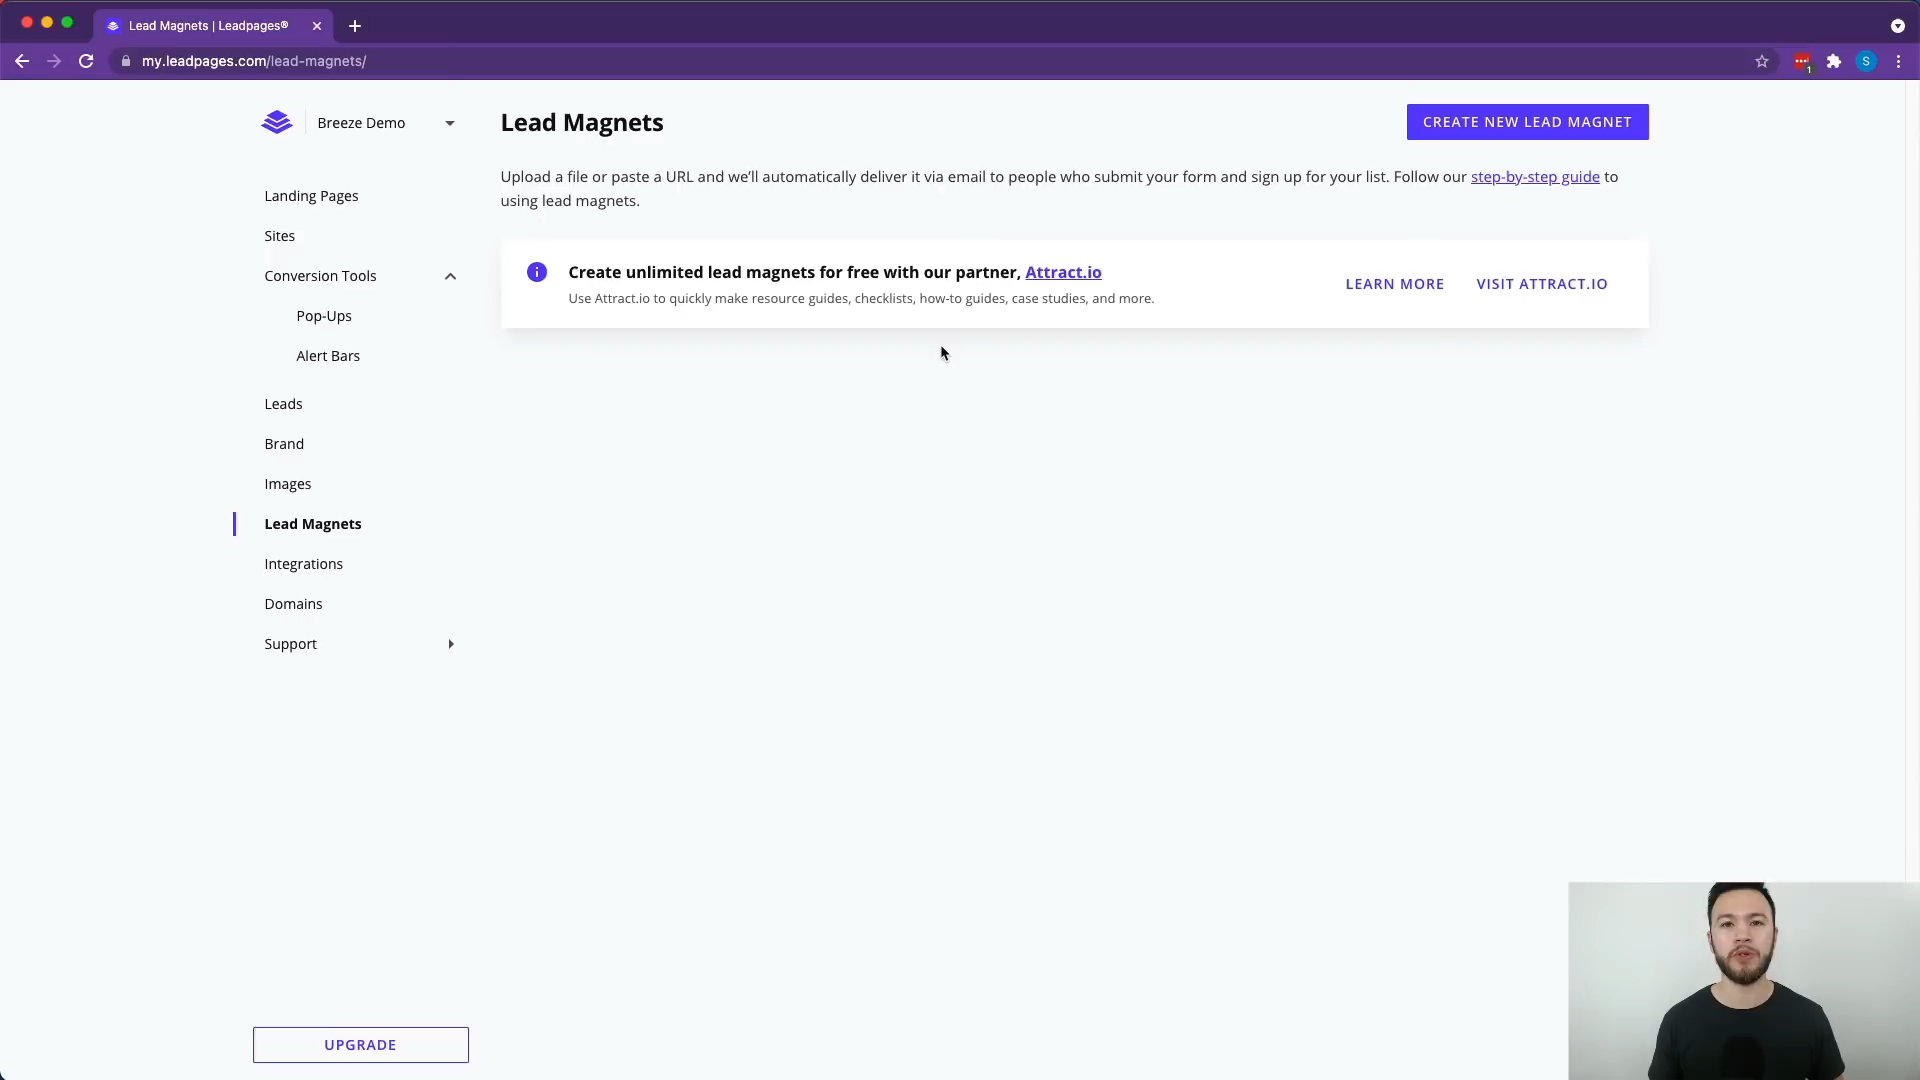 Lead Magnets | Leadpages®
my.leadpages.com/lead-magnets/
1
S
Breeze Demo
Landing Pages
Sites
Conversion Tools
Pop-Ups
Alert Bars
Leads
Brand
Images
Lead Magnets
Integrations
Domains
Support
UPGRADE
Lead Magnets
CREATE NEW LEAD MAGNET
Upload a file or paste a URL and we’ll automatically deliver it via email to people who submit your form and sign up for your list. Follow our step-by-step guide to
using lead magnets.
Create unlimited lead magnets for free with our partner, Attract.io
Use Attract.io to quickly make resource guides, checklists, how-to guides, case studies, and more.
LEARN MORE
VISIT ATTRACT.IO